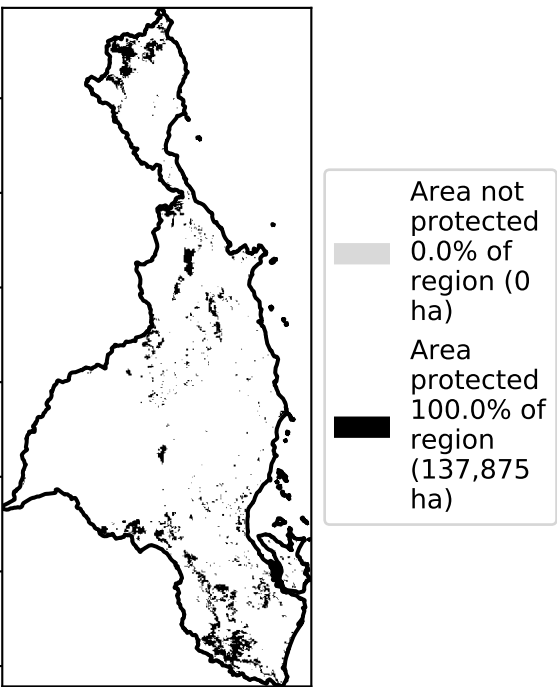 Area not
protected
0.0% of
region (0
ha)
Area
protected
100.0% of
region
(137,875
ha)